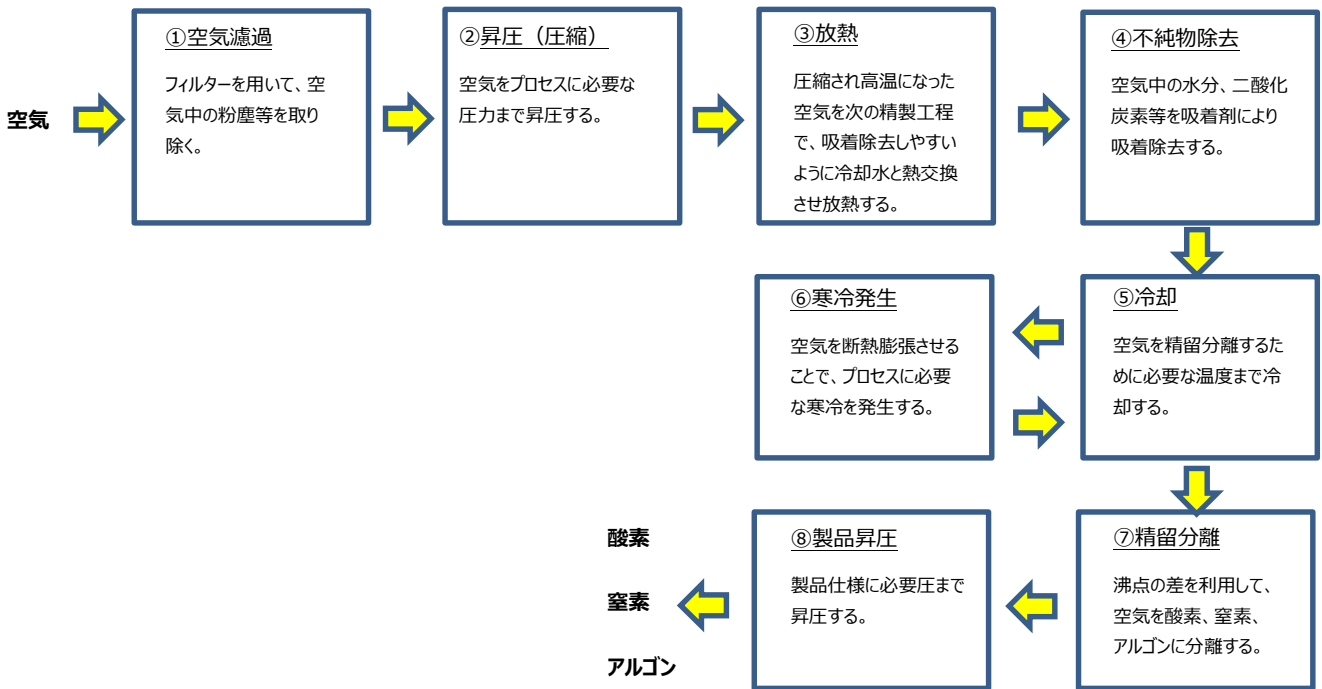 空気
①空気濾過
フィルターを用いて、空
気中の粉塵等を取り
除く。
②昇圧（圧縮）
空気をプロセスに必要な
圧力まで昇圧する。
③放熱
圧縮され高温になった
空気を次の精製工程
で、吸着除去しやすい
ように冷却水と熱交換
させ放熱する。
④不純物除去
空気中の水分、二酸化
炭素等を吸着剤により
吸着除去する。
⑤冷却
空気を精留分離するた
めに必要な温度まで冷
却する。
⑥寒冷発生
空気を断熱膨張させる
ことで、プロセスに必要
な寒冷を発生する。
⑦精留分離
沸点の差を利用して、
空気を酸素、窒素、
アルゴンに分離する。
⑧製品昇圧
製品仕様に必要圧まで
昇圧する。
酸素
窒素
アルゴン